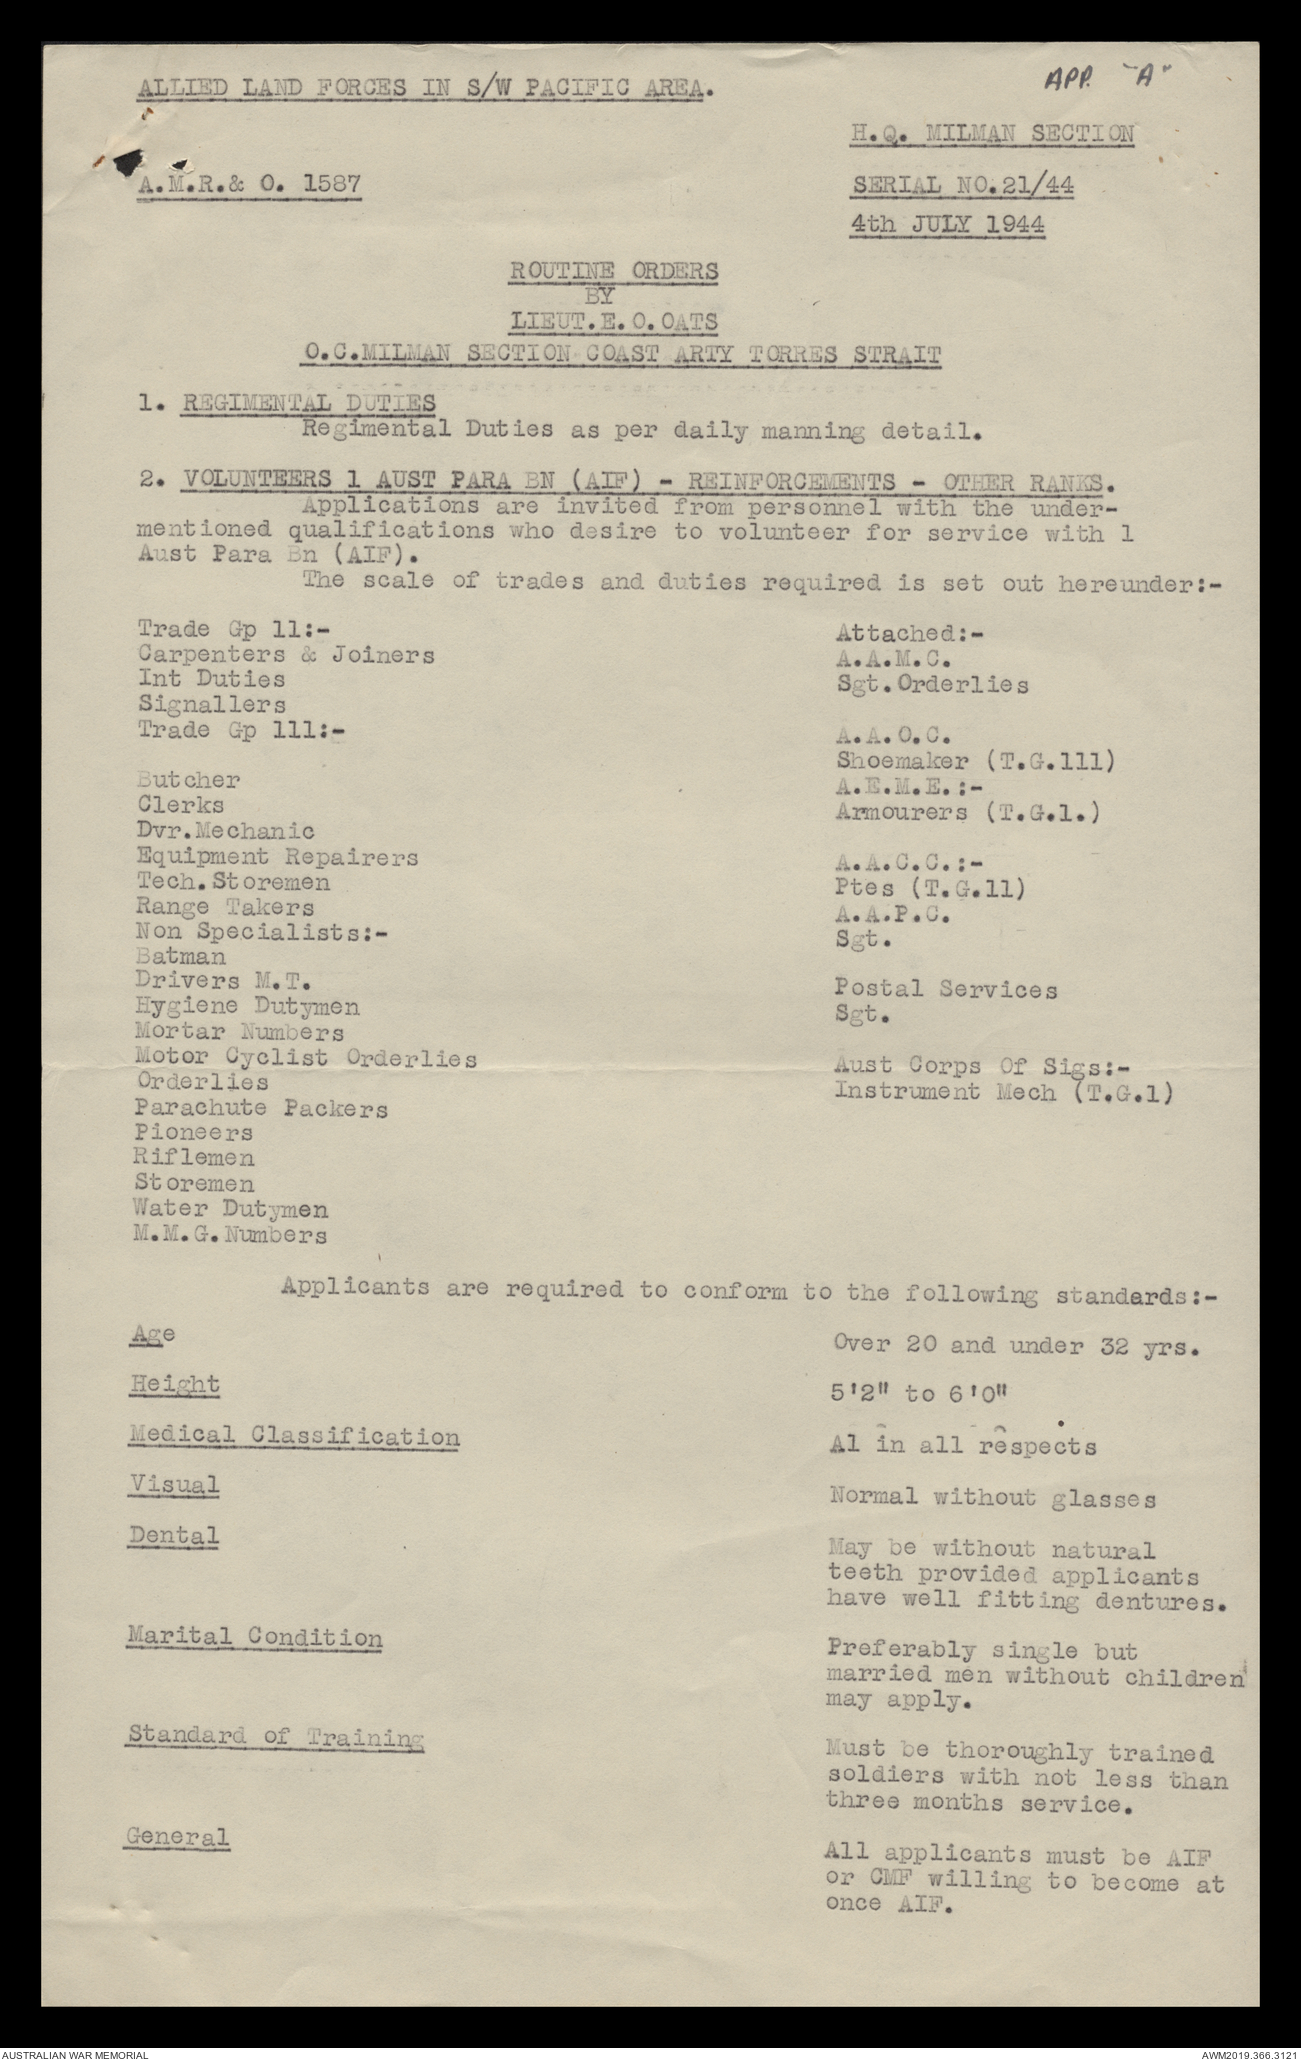 APP. "A"
ALLIED LAND FORCES IN S/W PACIFIC AREA.
H.Q. MILMAN SECTION
A.M.R.& O. 1587
SERIAL NO.21/44
4th JULY 1944
ROUTINE ORDERS
BY
LIEUT.E.O.OATS
O.C.MILMAN SECTION COAST ARTY TORRES STRAIT
1. REGIMENTAL DUTIES
Regimental Duties as per daily manning detail.
2. VOLUNTEERS 1 AUST PARA BN (AIF) - REINFORCEMENTS - OTHER RANKS.
Applications are invited from personnel with the under-
mentioned qualifications who desire to volunteer for service with 1
Aust Para Bn (AIF).
The scale of trades and duties required is set out hereunder:-
Trade Gp 11:-
Carpenters & Joiners
Int Duties
Signallers
Trade Gp 111:-
Butcher
Clerks
Dvr.Mechanic
Equipment Repairers
Tech.Storemen
Range Takers
Non Specialists:-
Batman
Drivers M.T.
Hygiene Dutymen
Mortar Numbers
Motor Cyclist Orderlies
Orderlies
Parachute Packers
Pioneers
Riflemen
Storemen
Water Dutymen
M.M.G.Numbers
Attached:-
A.A.M.C.
Sgt.Orderlies
A.A.O.C.
Shoemaker (T.G.111)
A.E.M.E.:-
Armourers (T.G.1.)
A.A.C.C.:-
Ptes (T.G.11)
A.A.P.C.
Sgt.
Postal Services
Sgt.
Aust Corps Of Sigs:-
Instrument Mech (T.G.1)
Applicants are required to conform to the following standards:-
Age
Over 20 and under 32 yrs.
Height
5'2" to 6'0"
Medical Classification
A1 in all respects
Visual
Normal without glasses
Dental
May be without natural
teeth provided applicants
have well fitting dentures.
Marital Condition
Preferably single but
married men without children
may apply.
Standard of Training
Must be thoroughly trained
soldiers with not less than
three months service.
General
All applicants must be AIF
or CMF willing to become at
once AIF.
AUSTRALIAN WAR MEMORIAL
AWM2019.366.3121